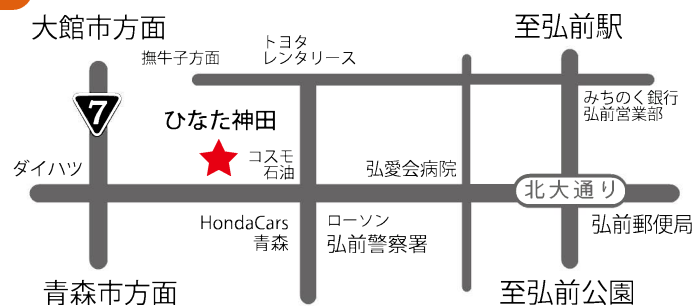 大館市方面
至弘前駅
撫牛子方面
トヨタ
レンタリース
7
ひなた神田
みちのく銀行
弘前営業部
ダイハツ
コスモ
石油
弘愛会病院
北大通り
HondaCars
青森
ローソン
弘前警察署
弘前郵便局
青森市方面
至弘前公園